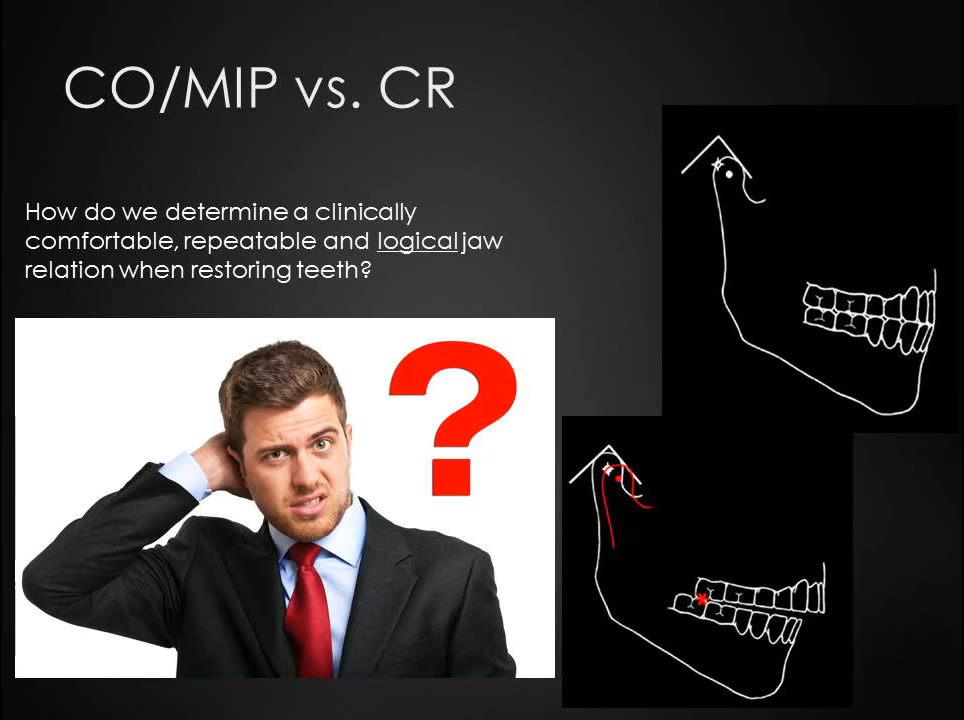 CO/MIP vs. CR
How do we determine a clinically
comfortable, repeatable and logical jaw
relation when restoring teeth?
?